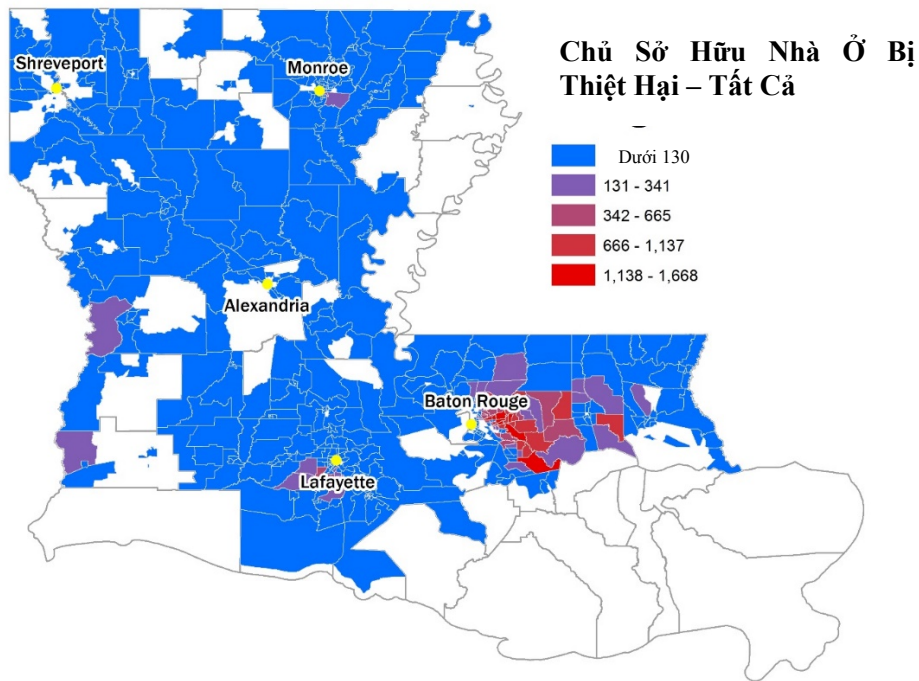 Chủ Sở Hữu Nhà Ở Bị
Thiệt Hại – Tất Cả
Shreveport
Monroe
Dưới 130
131 - 341
342 - 665
666 - 1,137
1,138 - 1,668
Alexandria
Baton Rouge
Lafayette